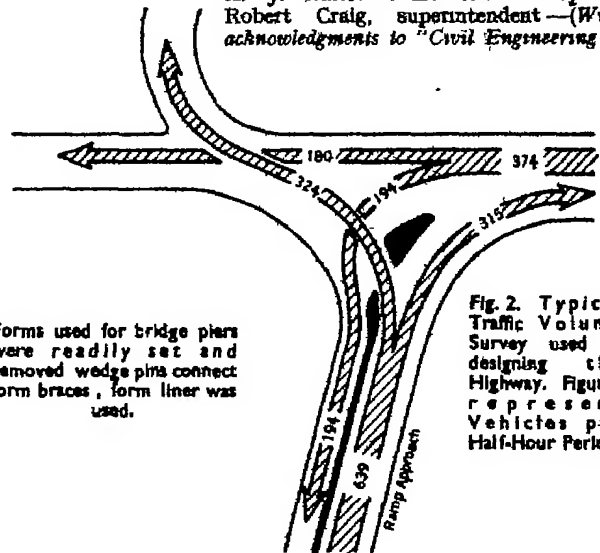 Robert Craig, superintendent—(W
acknowledgments to "Civil Engineering
180
374
324
194
315
Forms used for bridge piers
were readily set and
removed wedge pins connect
form braces, form liner was
used.
Fig. 2. Typic
Traffic Volun
Survey used
designing t
Highway. Figu
represe
Vehicles p
Half-Hour Peri
194
639
Ramp Approach